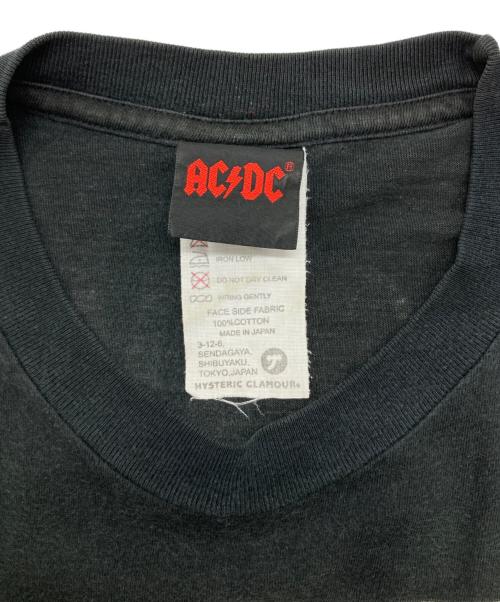 AC⚡DC®
IRON LOW
DO NOT DRY CLEAN
WRING GENTLY
FACE SIDE FABRIC
100%COTTON
MADE IN JAPAN
3-12-6,
SENDAGAYA,
SHIBUYAKU,
TOKYO,JAPAN
HYSTERIC GLAMOUR®